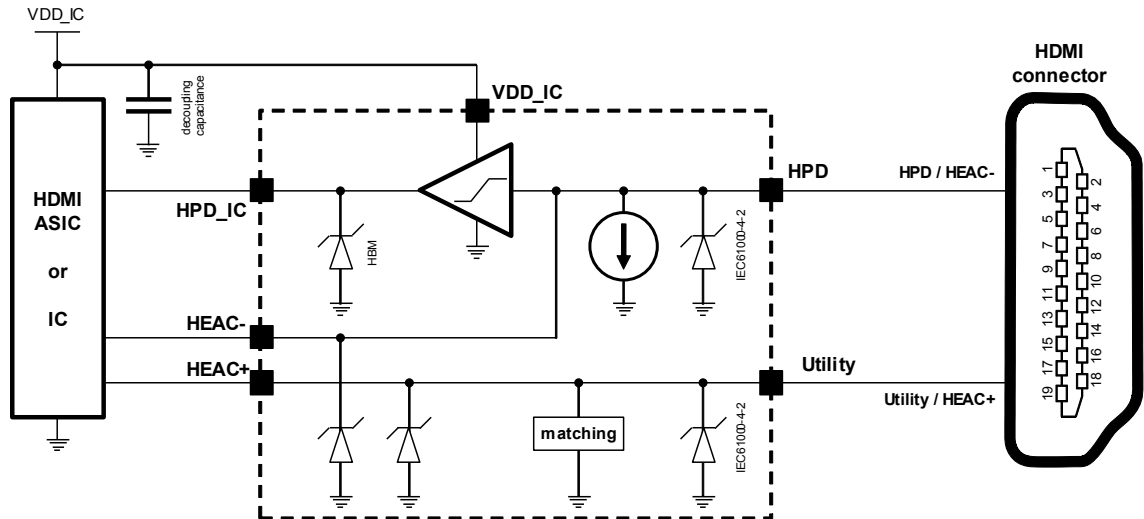 VDD_IC
HDMI
connector
decoupling
capacitance
VDD_IC
HPD
HPD / HEAC-
HDMI
ASIC
or
IC
HPD_IC
HBM
IEC61000-4-2
HEAC-
HEAC+
Utility
Utility / HEAC+
matching
IEC61000-4-2
1
2
3
4
5
6
7
8
9
10
11
12
13
14
15
16
17
18
19